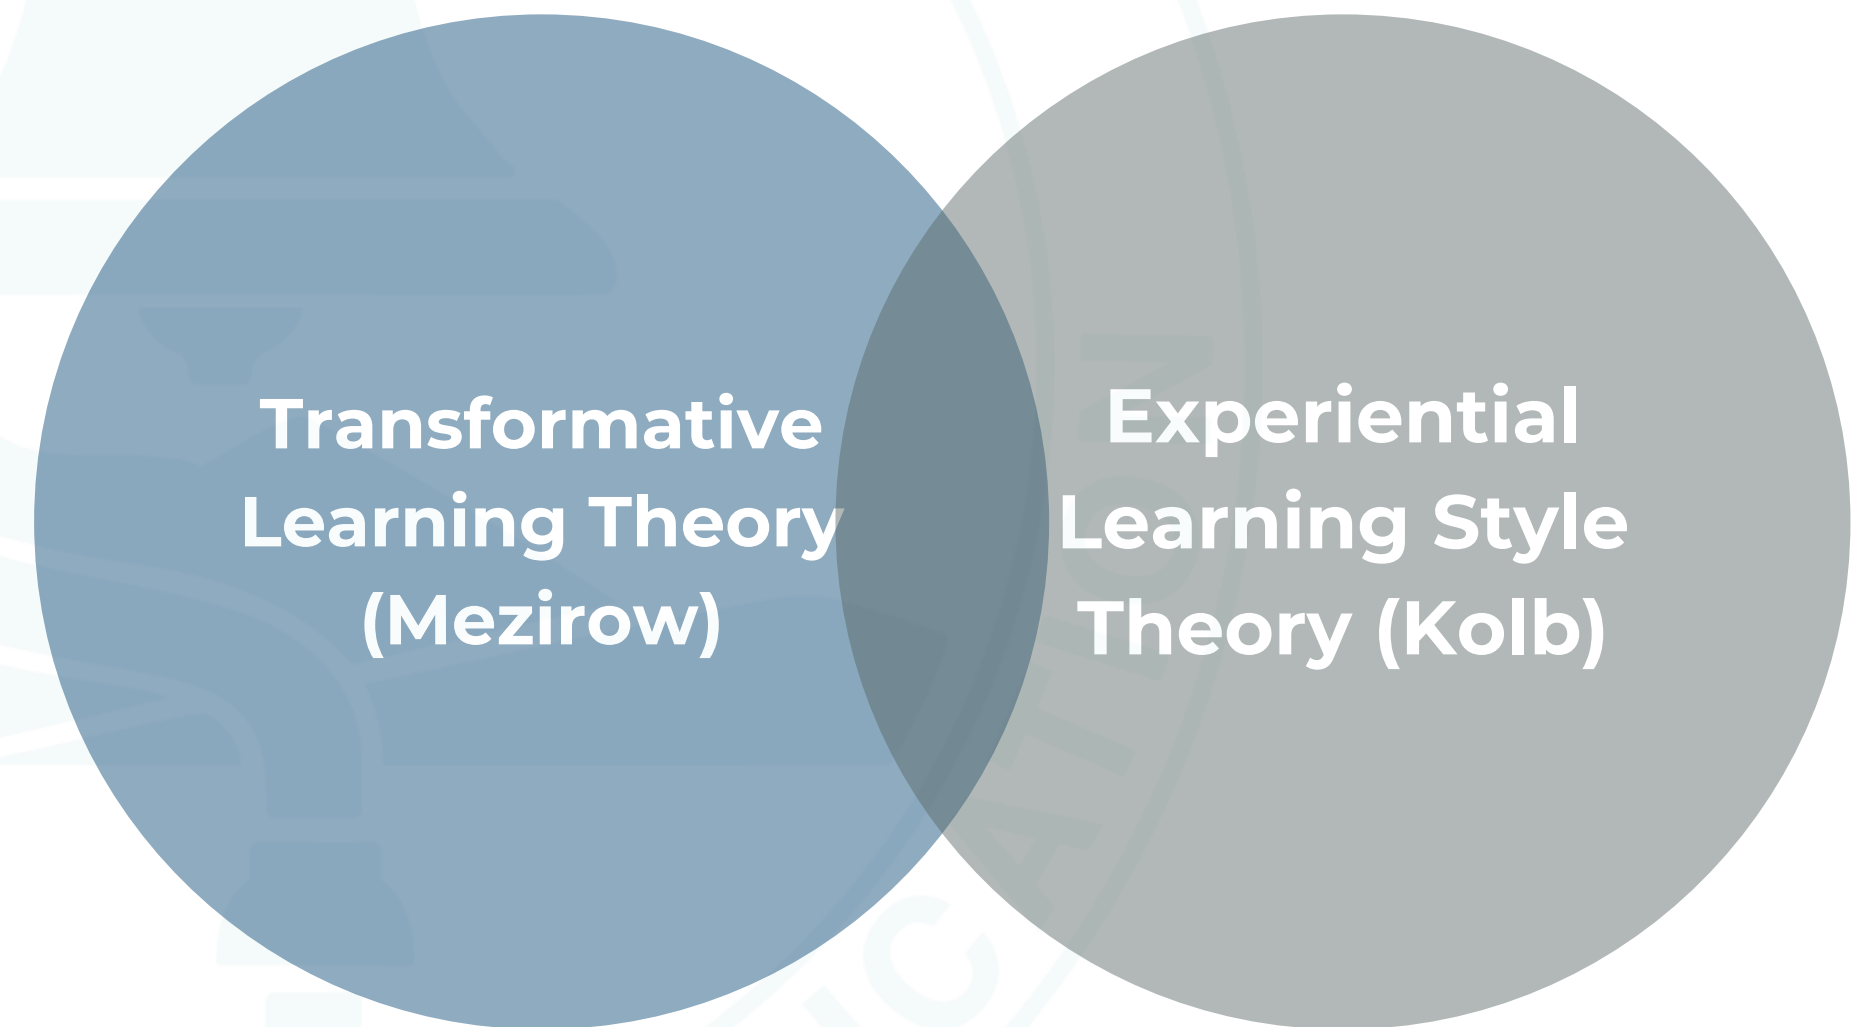 Transformative
Learning Theory
(Mezirow)
Experiential
Learning Style
Theory (Kolb)